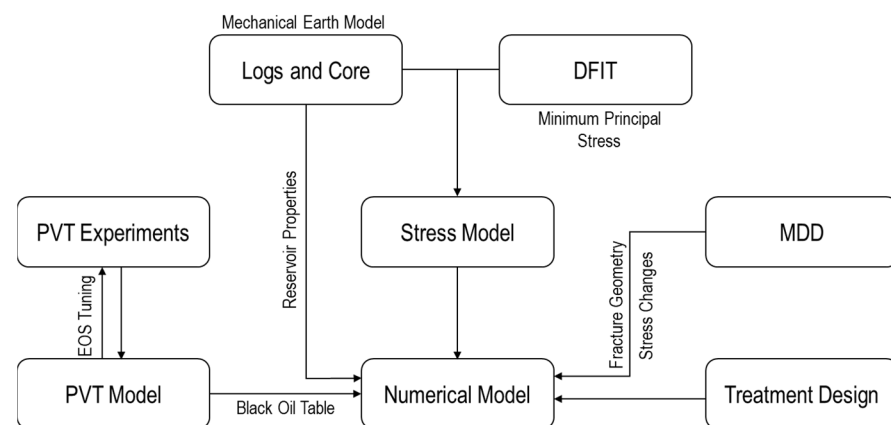 Mechanical Earth Model
Logs and Core
DFIT
Minimum Principal
Stress
PVT Experiments
Stress Model
MDD
Reservoir Properties
EOS Tuning
Fracture Geometry
Stress Changes
PVT Model
Black Oil Table
Numerical Model
Treatment Design